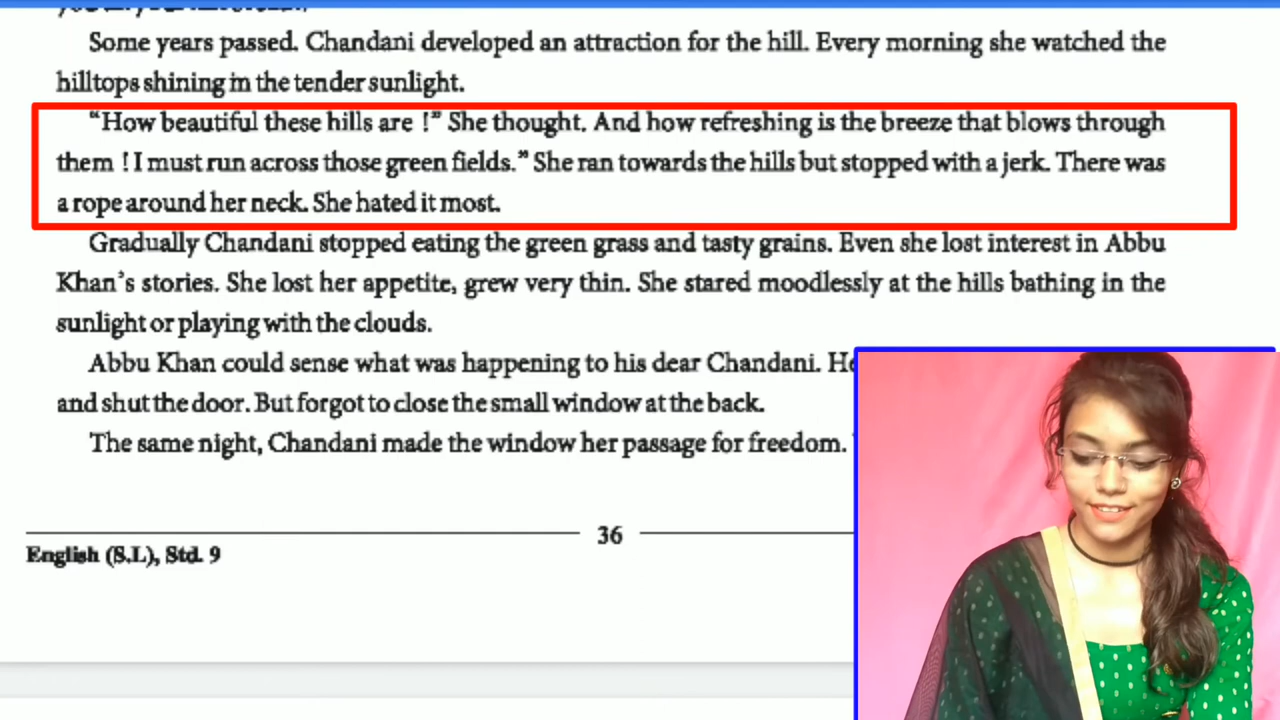 Some years passed. Chandani developed an attraction for the hill. Every morning she watched the
hilltops shining in the tender sunlight.
“How beautiful these hills are !” She thought. And how refreshing is the breeze that blows through
them ! I must run across those green fields.” She ran towards the hills but stopped with a jerk. There was
a rope around her neck. She hated it most.
Gradually Chandani stopped eating the green grass and tasty grains. Even she lost interest in Abbu
Khan’s stories. She lost her appetite, grew very thin. She stared moodlessly at the hills bathing in the
sunlight or playing with the clouds.
Abbu Khan could sense what was happening to his dear Chandani. He
and shut the door. But forgot to close the small window at the back.
The same night, Chandani made the window her passage for freedom.
36
English (S.L), Std. 9